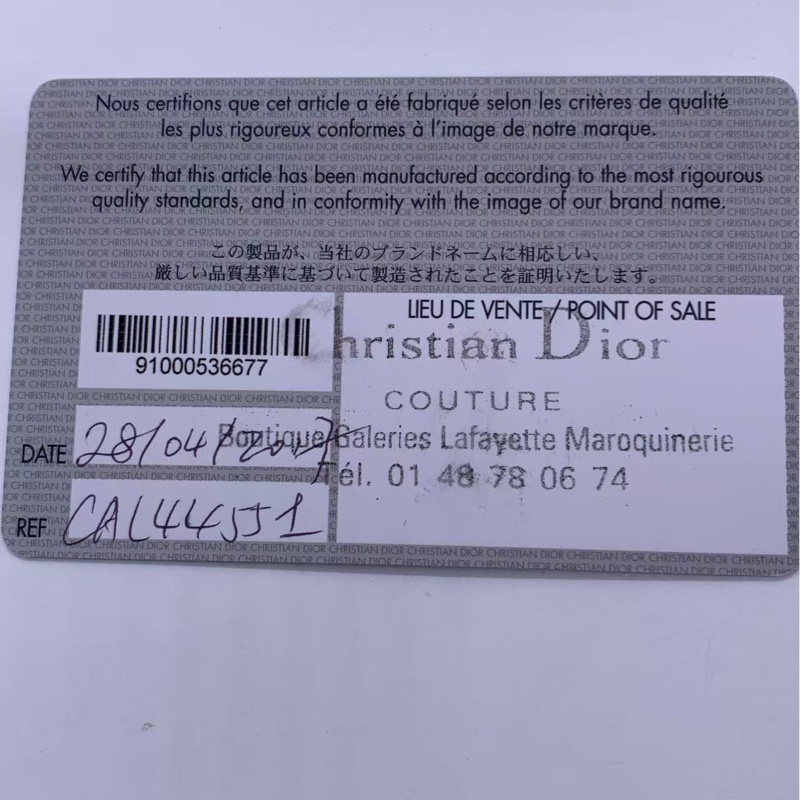 Nous certifions que cet article a été fabriqué selon les critères de qualité
les plus rigoureux conformes à l'image de notre marque.
We certify that this article has been manufactured according to the most rigourous
quality standards, and in conformity with the image of our brand name.
この製品が、当社のブランドネームに相応しい、
厳しい品質基準に基づいて製造されたことを証明いたします。
91000536677
LIEU DE VENTE / POINT OF SALE
Christian Dior
COUTURE
Boutique Galeries Lafayette Maroquinerie
Tél. 01 48 78 06 74
DATE 28/04/2017
REF CAL44551